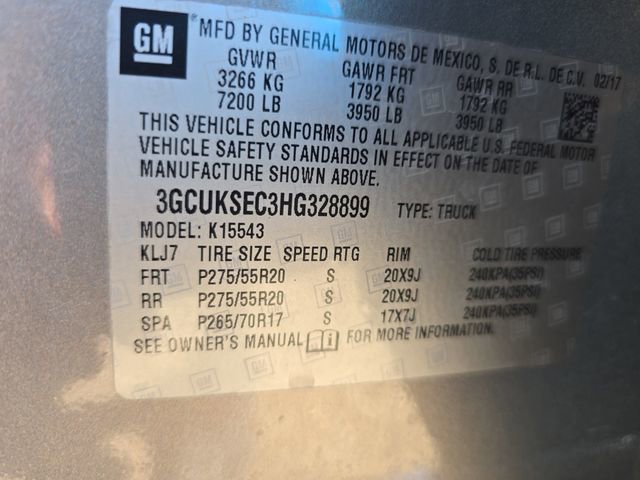 GM
MFD BY GENERAL MOTORS DE MEXICO, S. DE R.L. DE C.V. 02/17
GVWR GAWR FRT GAWR RR
3266 KG 1792 KG 1792 KG
7200 LB 3950 LB 3950 LB
THIS VEHICLE CONFORMS TO ALL APPLICABLE U.S. FEDERAL MOTOR
VEHICLE SAFETY STANDARDS IN EFFECT ON THE DATE OF
MANUFACTURE SHOWN ABOVE.
3GCUKSEC3HG328899 TYPE: TRUCK
MODEL: K15543
KLJ7 TIRE SIZE SPEED RTG RIM COLD TIRE PRESSURE
FRT P275/55R20 S 20X9J 240KPA(35PSI)
RR P275/55R20 S 20X9J 240KPA(35PSI)
SPA P265/70R17 S 17X7J 240KPA(35PSI)
SEE OWNER'S MANUAL i FOR MORE INFORMATION.